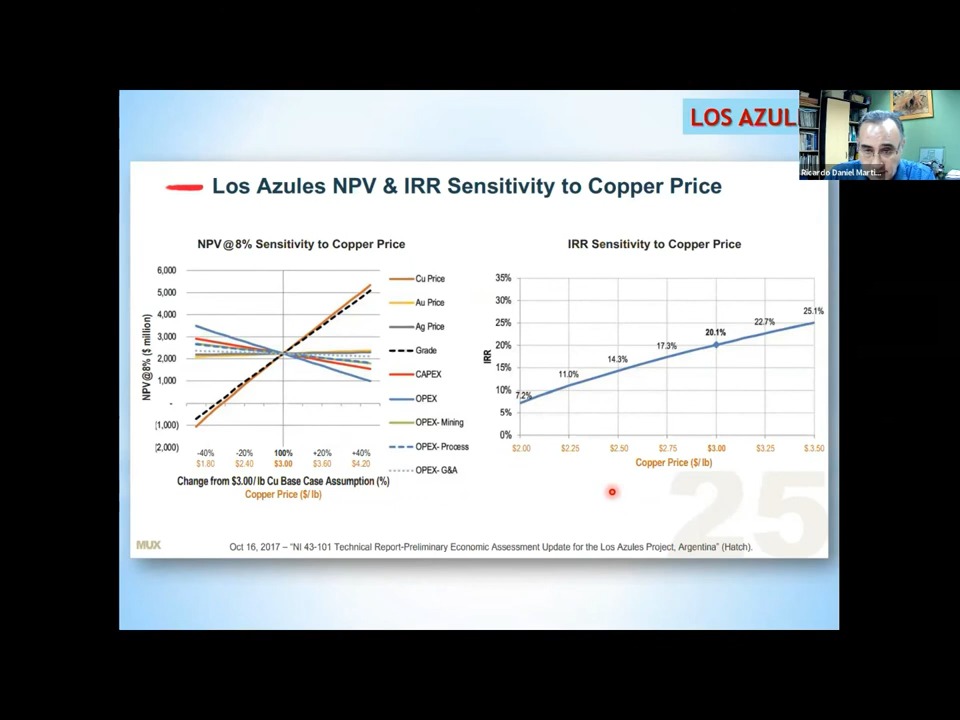 LOS AZUL
Ricardo Daniel Marti...
Los Azules NPV & IRR Sensitivity to Copper Price
NPV@8% Sensitivity to Copper Price
6,000
5,000
4,000
3,000
2,000
1,000
-
(1,000)
(2,000)
NPV@8% ($ million)
-40% -20% 100% +20% +40%
$1.80 $2.40 $3.00 $3.60 $4.20
Change from $3.00/lb Cu Base Case Assumption (%)
Copper Price ($/lb)
Cu Price
Au Price
Ag Price
Grade
CAPEX
OPEX
OPEX- Mining
OPEX- Process
OPEX- G&A
IRR Sensitivity to Copper Price
35%
30%
25%
20%
15%
10%
5%
0%
IRR
7.2%
11.0%
14.3%
17.3%
20.1%
22.7%
25.1%
$2.00 $2.25 $2.50 $2.75 $3.00 $3.25 $3.50
Copper Price ($/lb)
25
MUX
Oct 16, 2017 – “NI 43-101 Technical Report-Preliminary Economic Assessment Update for the Los Azules Project, Argentina” (Hatch).